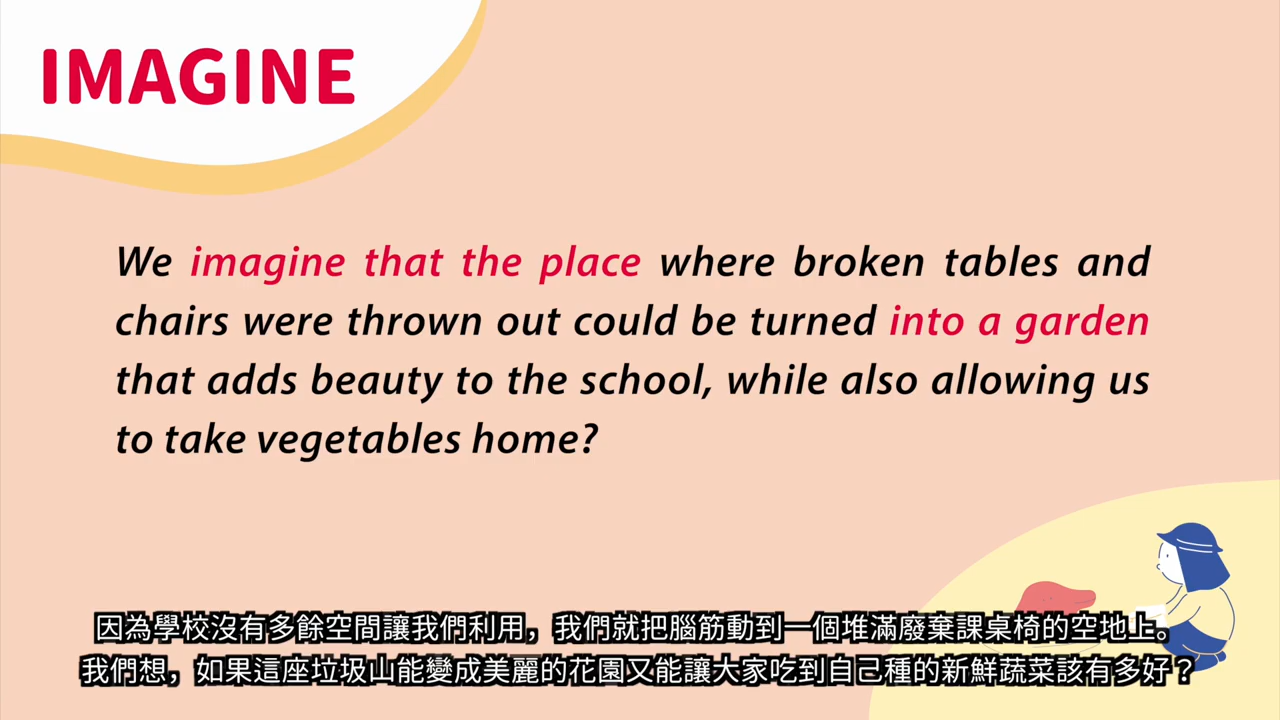 IMAGINE
We imagine that the place where broken tables and
chairs were thrown out could be turned into a garden
that adds beauty to the school, while also allowing us
to take vegetables home?
因為學校沒有多餘空間讓我們利用，我們就把腦筋動到一個堆滿廢棄課桌椅的空地上。
我們想，如果這座垃圾山能變成美麗的花園又能讓大家吃到自己種的新鮮蔬菜該有多好？